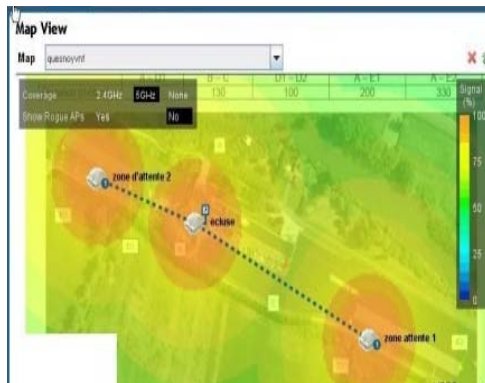 Map View
Map quesnoyvnf
A – D1 B – C D1 – D2 A – E1 A – E2
130 100 200 330
Coverage 2.4GHz 5GHz None
Show Rogue APs Yes No
Signal
(%)
100
75
50
25
0
zone d'attente 2
écluse
zone attente 1